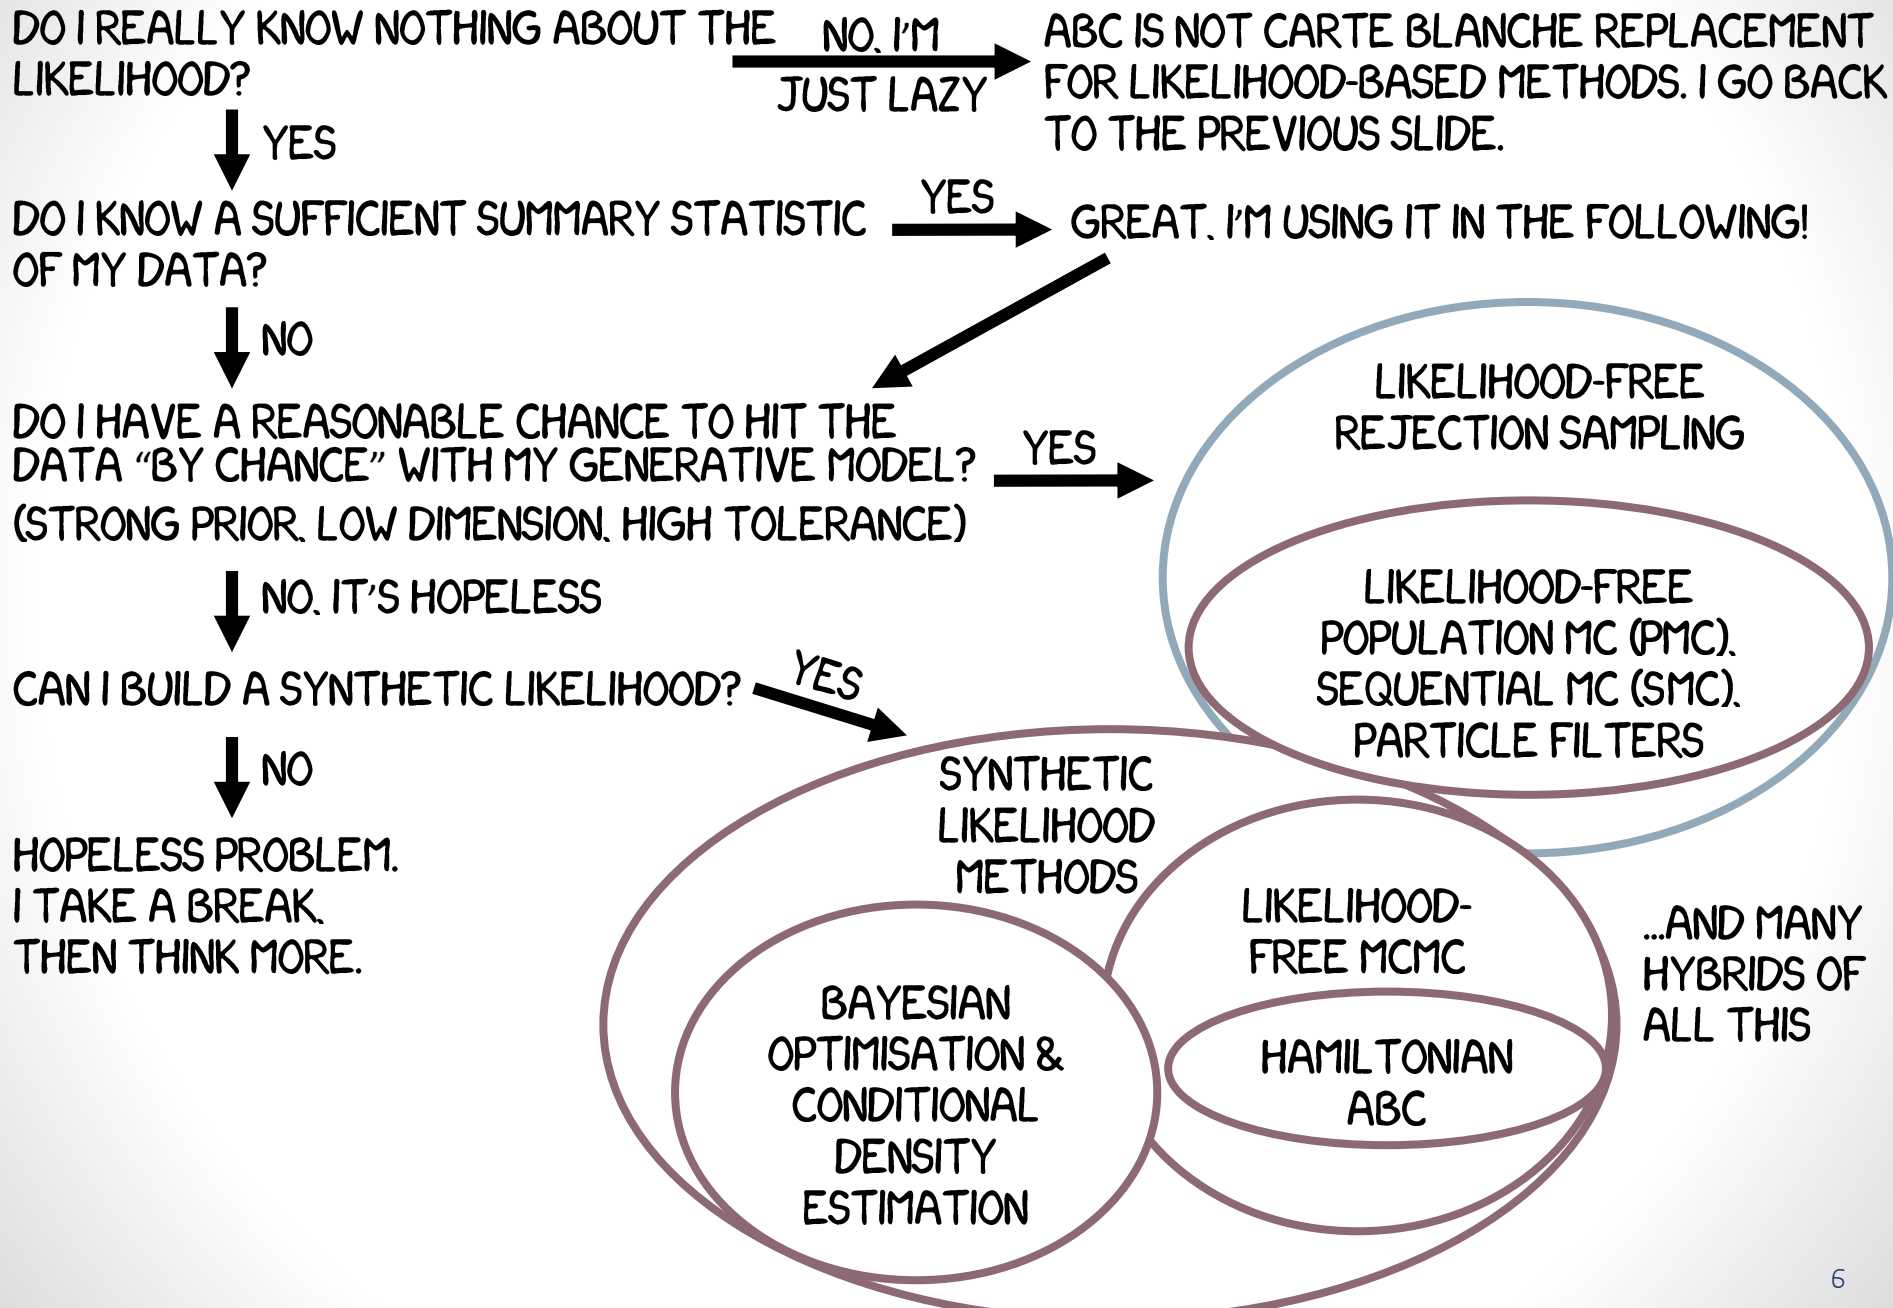 DO I REALLY KNOW NOTHING ABOUT THE
LIKELIHOOD?
NO, I'M
JUST LAZY
ABC IS NOT CARTE BLANCHE REPLACEMENT
FOR LIKELIHOOD-BASED METHODS. I GO BACK
TO THE PREVIOUS SLIDE.
YES
DO I KNOW A SUFFICIENT SUMMARY STATISTIC
OF MY DATA?
YES
GREAT, I'M USING IT IN THE FOLLOWING!
NO
DO I HAVE A REASONABLE CHANCE TO HIT THE
DATA “BY CHANCE” WITH MY GENERATIVE MODEL?
(STRONG PRIOR, LOW DIMENSION, HIGH TOLERANCE)
YES
LIKELIHOOD-FREE
REJECTION SAMPLING
LIKELIHOOD-FREE
POPULATION MC (PMC),
SEQUENTIAL MC (SMC),
PARTICLE FILTERS
NO, IT'S HOPELESS
CAN I BUILD A SYNTHETIC LIKELIHOOD?
YES
NO
HOPELESS PROBLEM.
I TAKE A BREAK,
THEN THINK MORE.
SYNTHETIC
LIKELIHOOD
METHODS
LIKELIHOOD-
FREE MCMC
HAMILTONIAN
ABC
BAYESIAN
OPTIMISATION &
CONDITIONAL
DENSITY
ESTIMATION
...AND MANY
HYBRIDS OF
ALL THIS
6